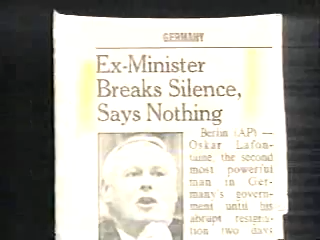 GERMANY
Ex-Minister
Breaks Silence,
Says Nothing
Berlin (AP) —
Oskar Lafon-
taine, the second
most powerful
man in Ger-
many's govern-
ment until his
abrupt resigna-
tion two days